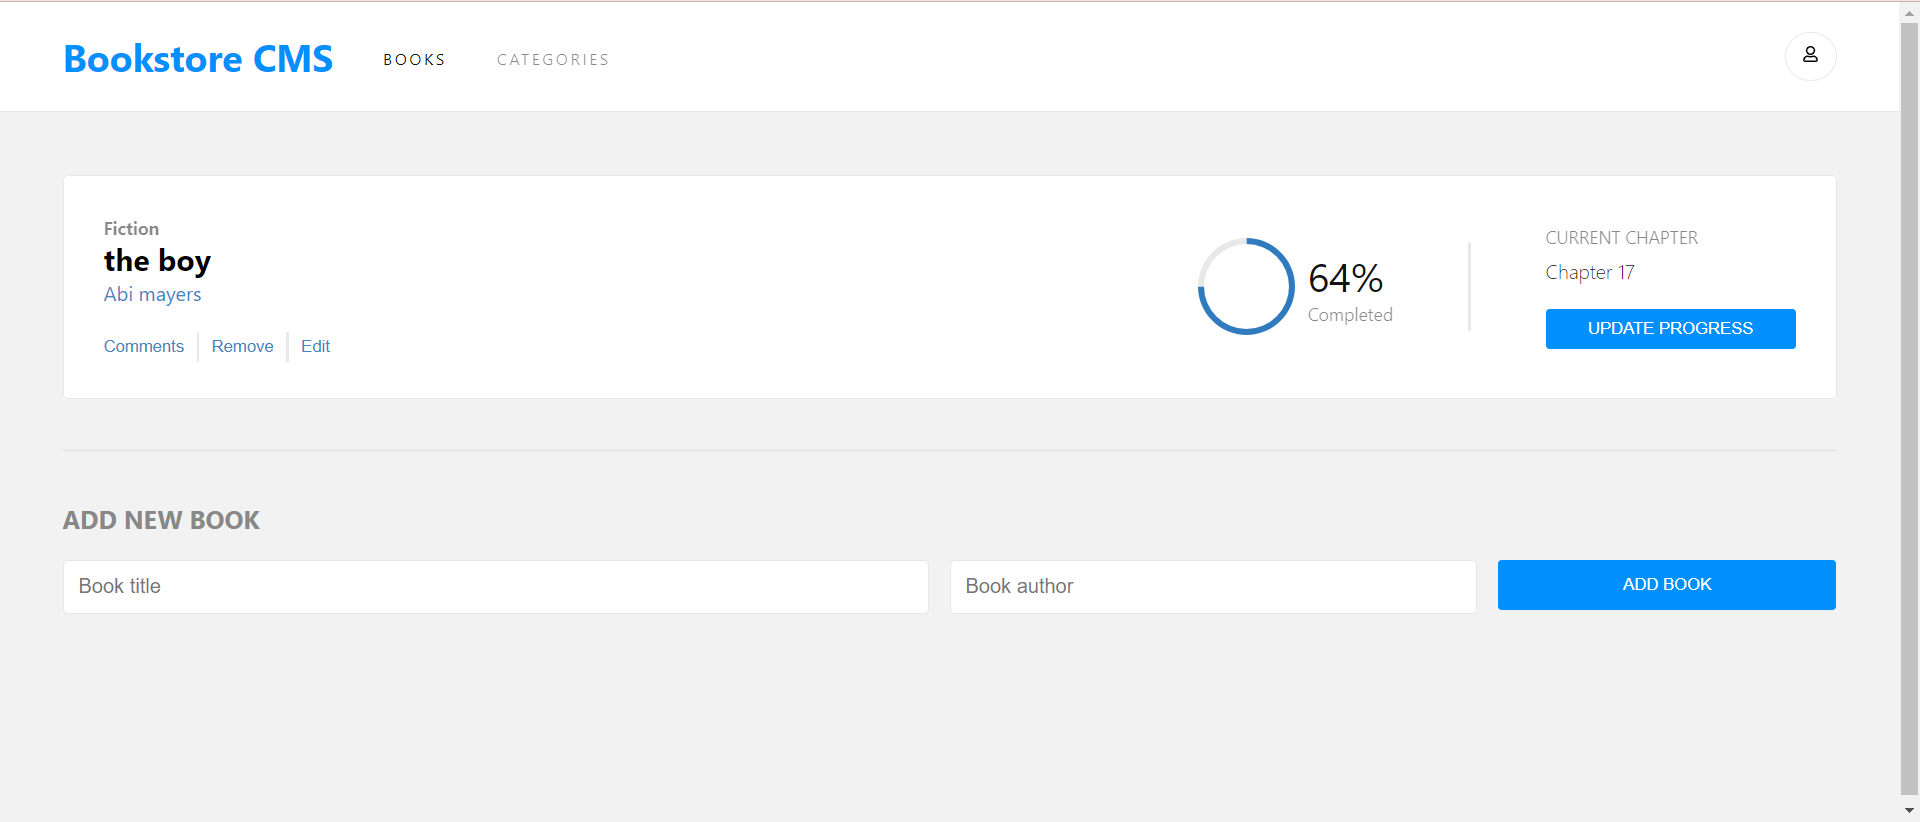 Bookstore CMS BOOKS CATEGORIES
Fiction
the boy
Abi mayers
Comments Remove Edit
64%
Completed
CURRENT CHAPTER
Chapter 17
UPDATE PROGRESS
ADD NEW BOOK
Book title Book author ADD BOOK